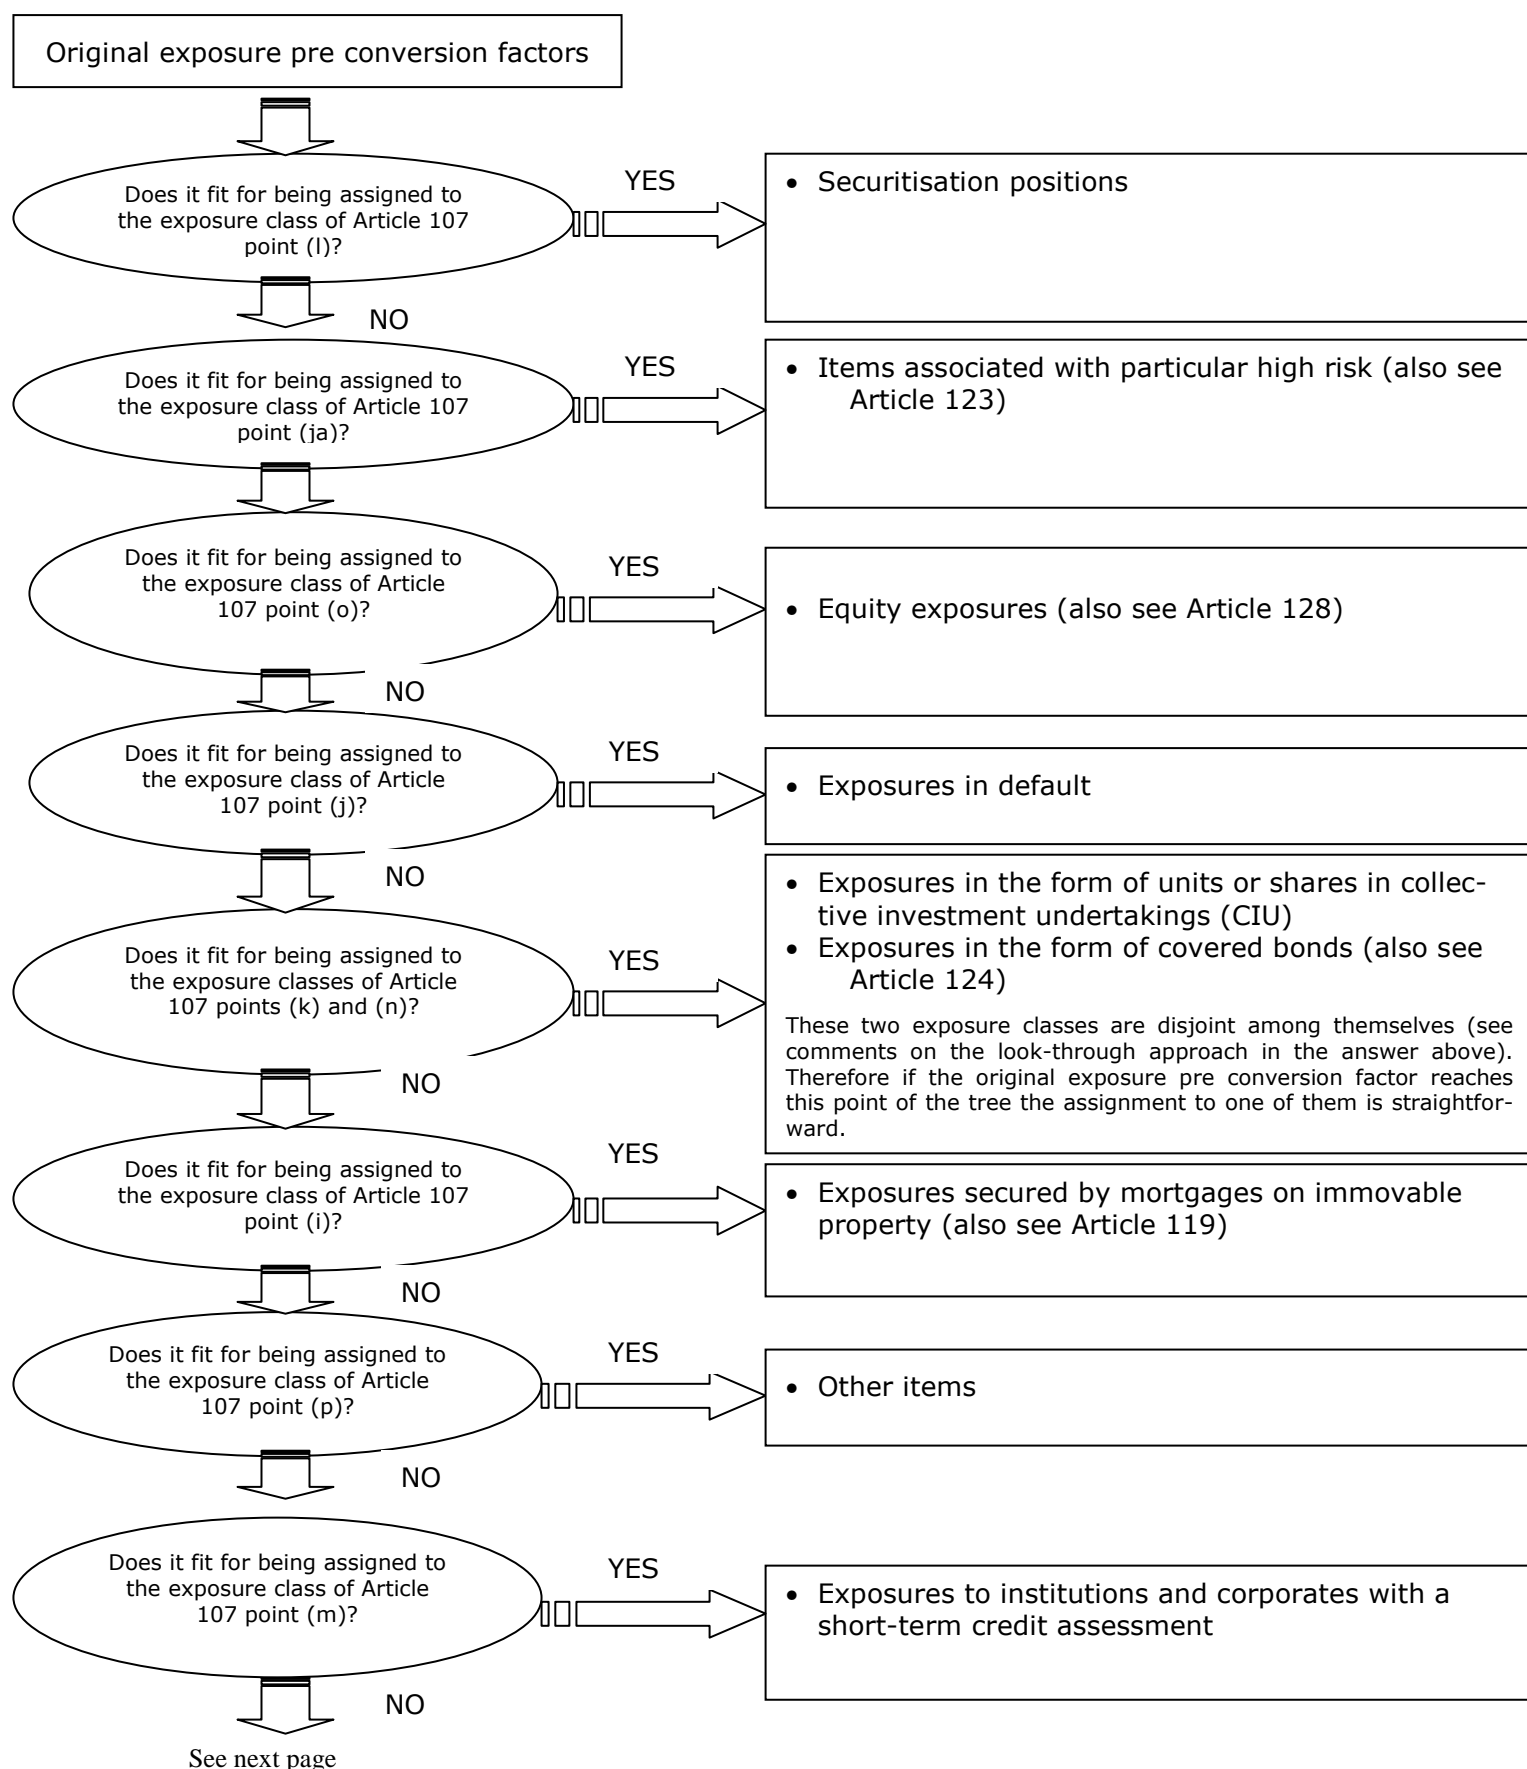 Original exposure pre conversion factors
Does it fit for being assigned to
the exposure class of Article 107
point (l)?
YES
• Securitisation positions
NO
Does it fit for being assigned to
the exposure class of Article 107
point (ja)?
YES
• Items associated with particular high risk (also see
Article 123)
Does it fit for being assigned to
the exposure class of Article
107 point (o)?
YES
• Equity exposures (also see Article 128)
NO
Does it fit for being assigned to
the exposure class of Article
107 point (j)?
YES
• Exposures in default
NO
Does it fit for being assigned to
the exposure classes of Article
107 points (k) and (n)?
YES
• Exposures in the form of units or shares in collec-
tive investment undertakings (CIU)
• Exposures in the form of covered bonds (also see
Article 124)
These two exposure classes are disjoint among themselves (see
comments on the look-through approach in the answer above).
Therefore if the original exposure pre conversion factor reaches
this point of the tree the assignment to one of them is straightfor-
ward.
NO
Does it fit for being assigned to
the exposure class of Article 107
point (i)?
YES
• Exposures secured by mortgages on immovable
property (also see Article 119)
NO
Does it fit for being assigned to
the exposure class of Article
107 point (p)?
YES
• Other items
NO
Does it fit for being assigned to
the exposure class of Article
107 point (m)?
YES
• Exposures to institutions and corporates with a
short-term credit assessment
NO
See next page